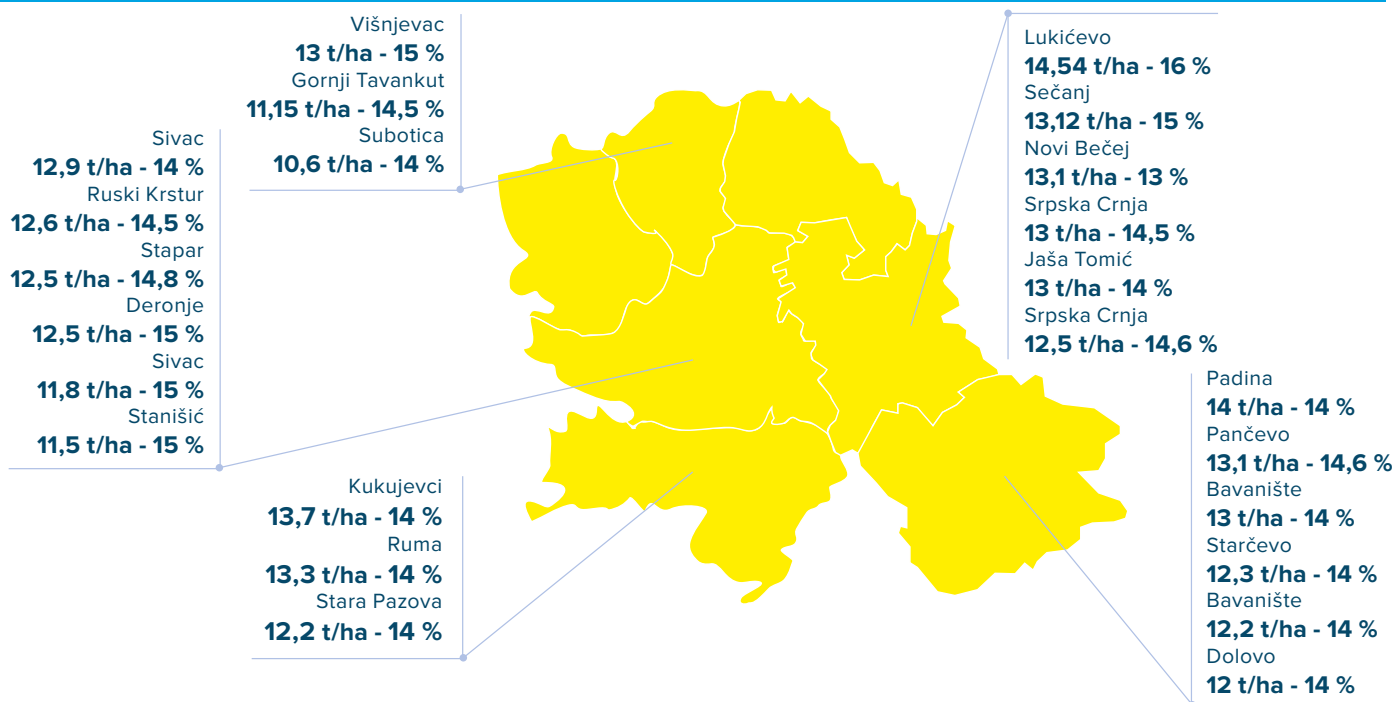 Višnjevac
13 t/ha - 15 %
Gornji Tavankut
11,15 t/ha - 14,5 %
Subotica
10,6 t/ha - 14 %
Sivac
12,9 t/ha - 14 %
Ruski Krstur
12,6 t/ha - 14,5 %
Stapar
12,5 t/ha - 14,8 %
Deronje
12,5 t/ha - 15 %
Sivac
11,8 t/ha - 15 %
Stanišić
11,5 t/ha - 15 %
Kukujevci
13,7 t/ha - 14 %
Ruma
13,3 t/ha - 14 %
Stara Pazova
12,2 t/ha - 14 %
Lukićevo
14,54 t/ha - 16 %
Sečanj
13,12 t/ha - 15 %
Novi Bečej
13,1 t/ha - 13 %
Srpska Crnja
13 t/ha - 14,5 %
Jaša Tomić
13 t/ha - 14 %
Srpska Crnja
12,5 t/ha - 14,6 %
Padina
14 t/ha - 14 %
Pančevo
13,1 t/ha - 14,6 %
Bavanište
13 t/ha - 14 %
Starčevo
12,3 t/ha - 14 %
Bavanište
12,2 t/ha - 14 %
Dolovo
12 t/ha - 14 %